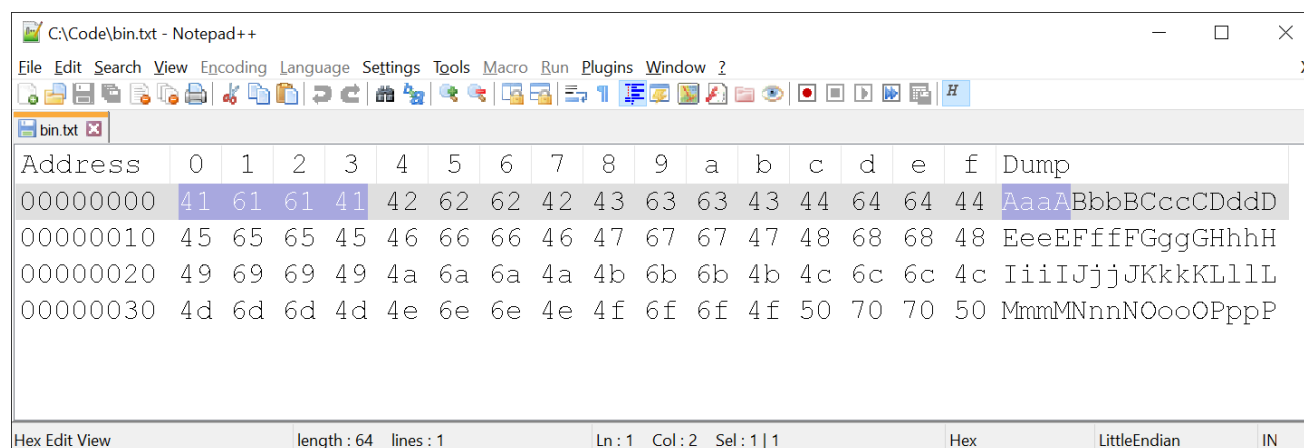 C:\Code\bin.txt - Notepad++
File Edit Search View Encoding Language Settings Tools Macro Run Plugins Window ?
H
bin.txt
Address 0 1 2 3 4 5 6 7 8 9 a b c d e f Dump
00000000 41 61 61 41 42 62 62 42 43 63 63 43 44 64 64 44 AaaABbbBCccCDddD
00000010 45 65 65 45 46 66 66 46 47 67 67 47 48 68 68 48 EeeEFffFGggGHhhH
00000020 49 69 69 49 4a 6a 6a 4a 4b 6b 6b 4b 4c 6c 6c 4c IiiIJjjJKkkKLllL
00000030 4d 6d 6d 4d 4e 6e 6e 4e 4f 6f 6f 4f 50 70 70 50 MmmMNnnNOooOPppP
Hex Edit View length : 64 lines : 1 Ln : 1 Col : 2 Sel : 1 | 1 Hex LittleEndian IN